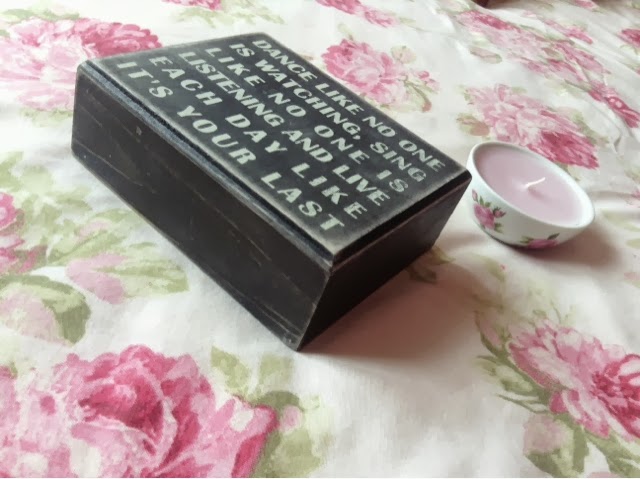 DANCE LIKE NO ONE
IS WATCHING, SING
LIKE NO ONE IS
LISTENING AND LIVE
EACH DAY LIKE
IT'S YOUR LAST